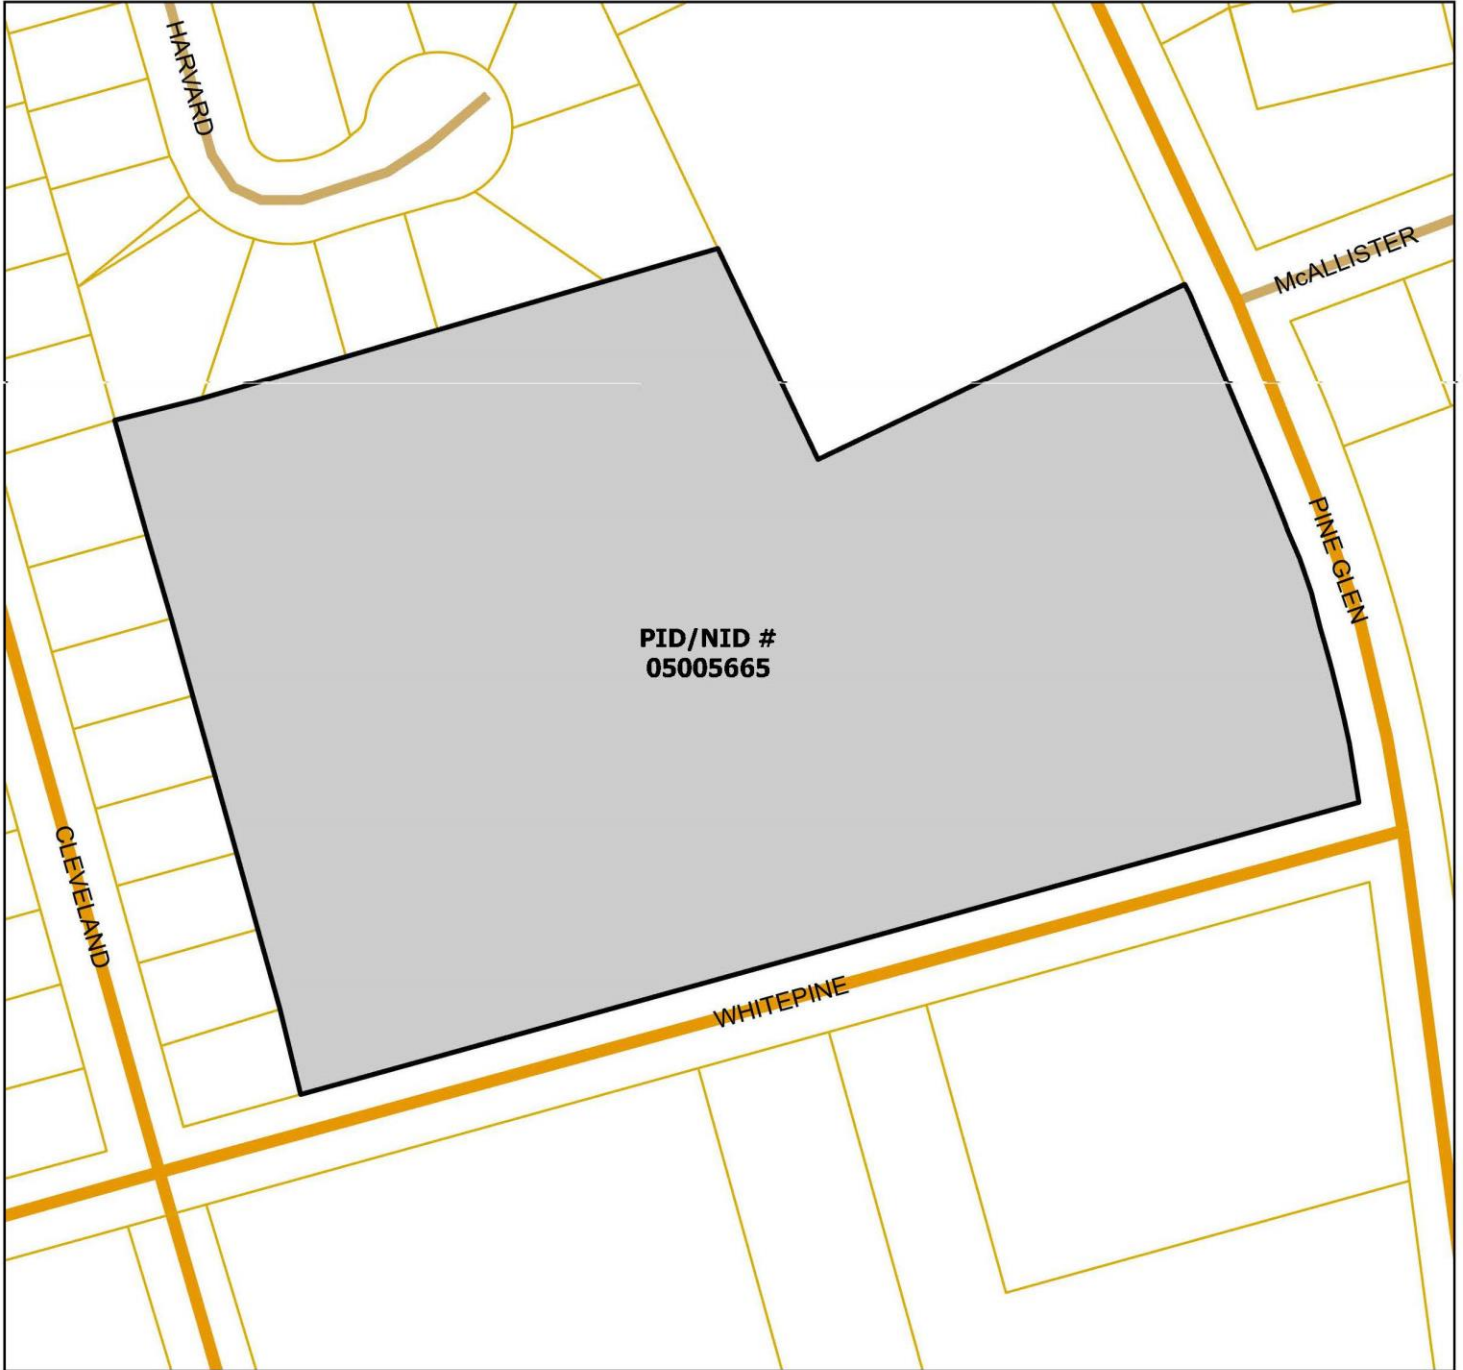 HARVARD
McALLISTER
PINE GLEN
PID/NID #
05005665
CLEVELAND
WHITEPINE